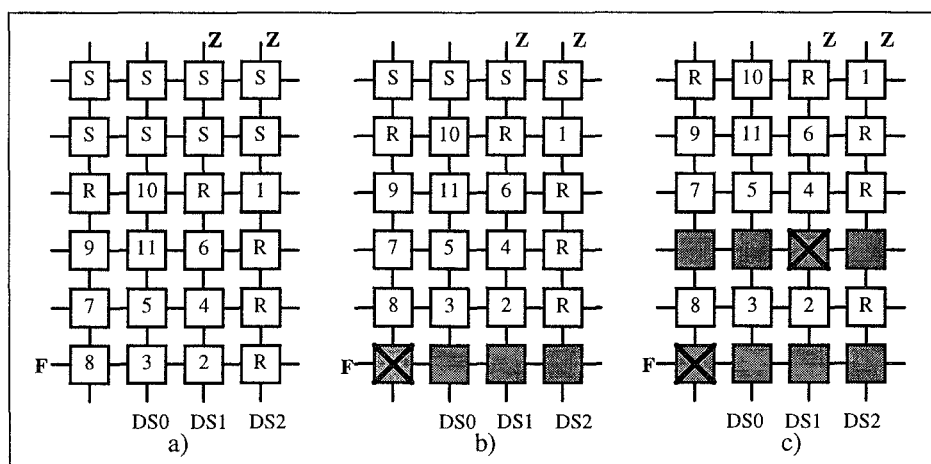 Z Z
S S S S
S S S S
R 10 R 1
9 11 6 R
7 5 4 R
F 8 3 2 R
DS0 DS1 DS2
a)
Z Z
S S S S
R 10 R 1
9 11 6 R
7 5 4 R
8 3 2 R
F
DS0 DS1 DS2
b)
Z Z
R 10 R 1
9 11 6 R
7 5 4 R
8 3 2 R
F
DS0 DS1 DS2
c)